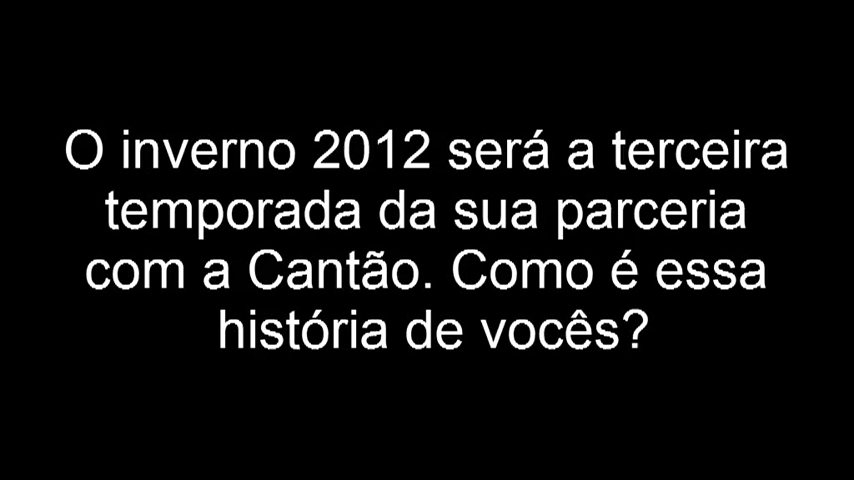 O inverno 2012 será a terceira
temporada da sua parceria
com a Cantão. Como é essa
história de vocês?